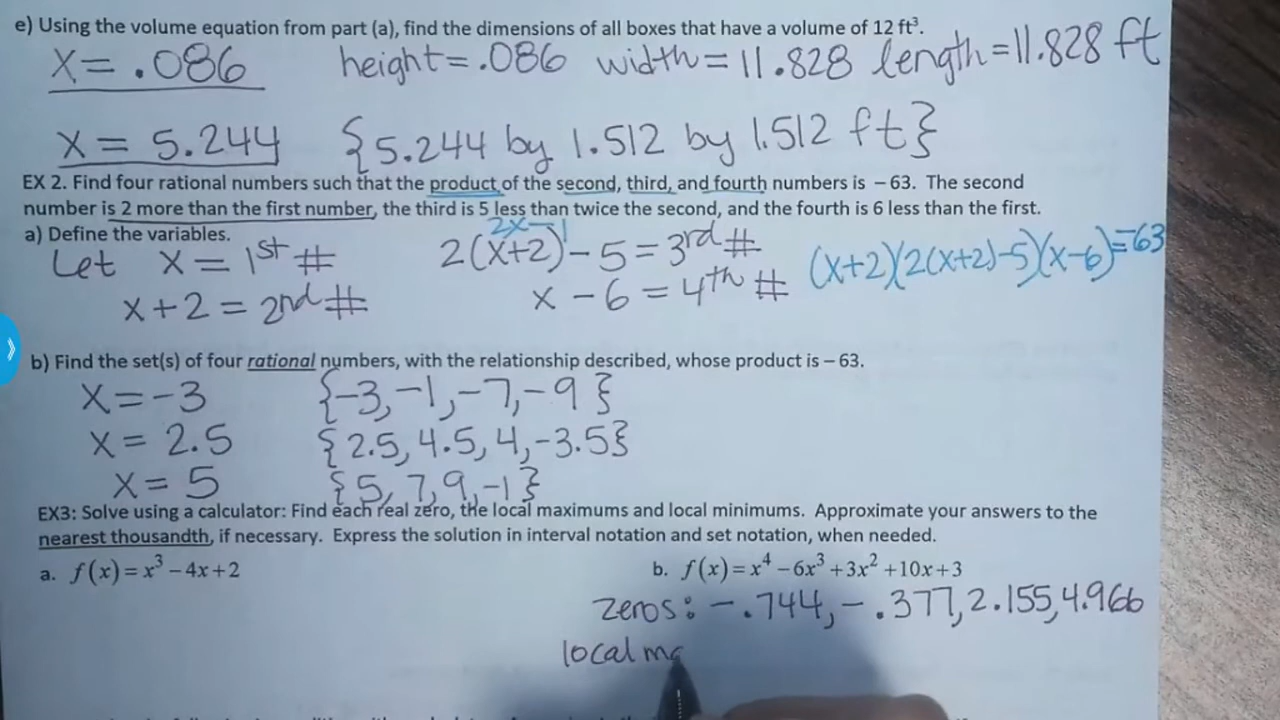 e) Using the volume equation from part (a), find the dimensions of all boxes that have a volume of 12 ft³.
x = .086 height = .086 width = 11.828 length = 11.828 ft
x = 5.244 {5.244 by 1.512 by 1.512 ft}
EX 2. Find four rational numbers such that the product of the second, third, and fourth numbers is – 63. The second
number is 2 more than the first number, the third is 5 less than twice the second, and the fourth is 6 less than the first.
a) Define the variables.
2x - 1
Let x = 1st # 2(x+2) - 5 = 3rd # (x+2)(2(x+2)-5)(x-6) = -63
x + 2 = 2nd # x - 6 = 4th #
b) Find the set(s) of four rational numbers, with the relationship described, whose product is – 63.
x = -3 {-3, -1, -7, -9}
x = 2.5 {2.5, 4.5, 4, -3.5}
x = 5 {5, 7, 9, -1}
EX3: Solve using a calculator: Find each real zero, the local maximums and local minimums. Approximate your answers to the
nearest thousandth, if necessary. Express the solution in interval notation and set notation, when needed.
a. f(x) = x³ – 4x + 2 b. f(x) = x⁴ – 6x³ + 3x² + 10x + 3
zeros: -.744, -.377, 2.155, 4.966
local ma